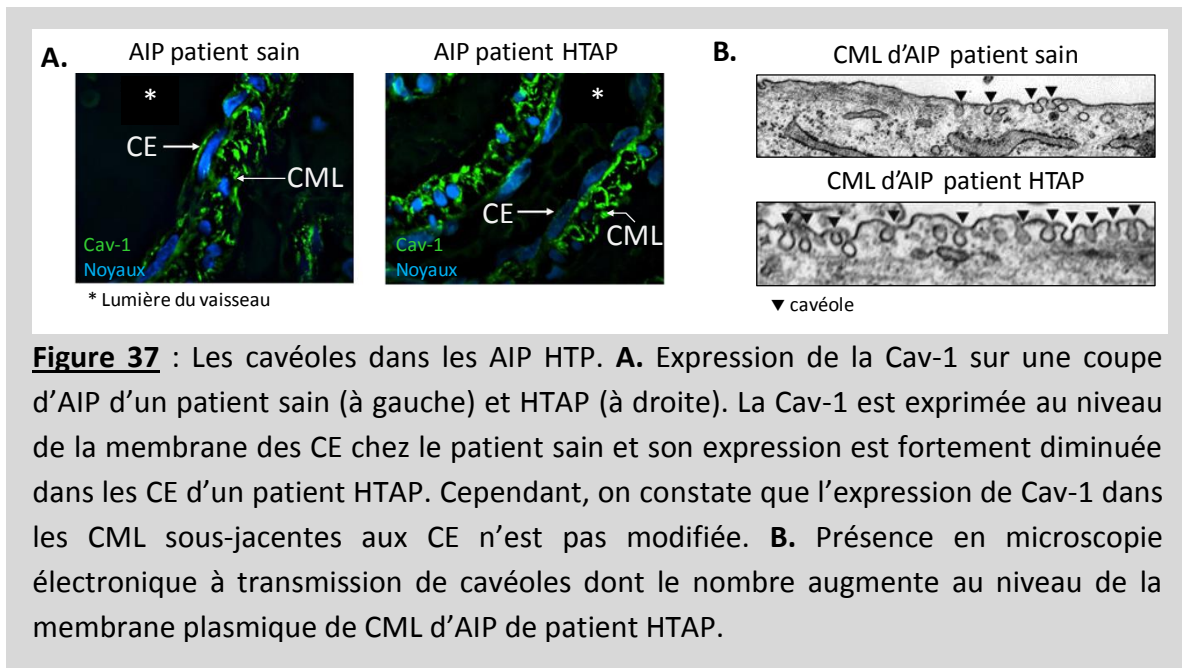 A.
AIP patient sain
AIP patient HTAP
*
CE
CML
Cav-1
Noyaux
*
CE
CML
Cav-1
Noyaux
* Lumière du vaisseau
B.
CML d’AIP patient sain
CML d’AIP patient HTAP
▼ cavéole
Figure 37 : Les cavéoles dans les AIP HTP. A. Expression de la Cav-1 sur une coupe
d’AIP d’un patient sain (à gauche) et HTAP (à droite). La Cav-1 est exprimée au niveau
de la membrane des CE chez le patient sain et son expression est fortement diminuée
dans les CE d’un patient HTAP. Cependant, on constate que l’expression de Cav-1 dans
les CML sous-jacentes aux CE n’est pas modifiée. B. Présence en microscopie
électronique à transmission de cavéoles dont le nombre augmente au niveau de la
membrane plasmique de CML d’AIP de patient HTAP.